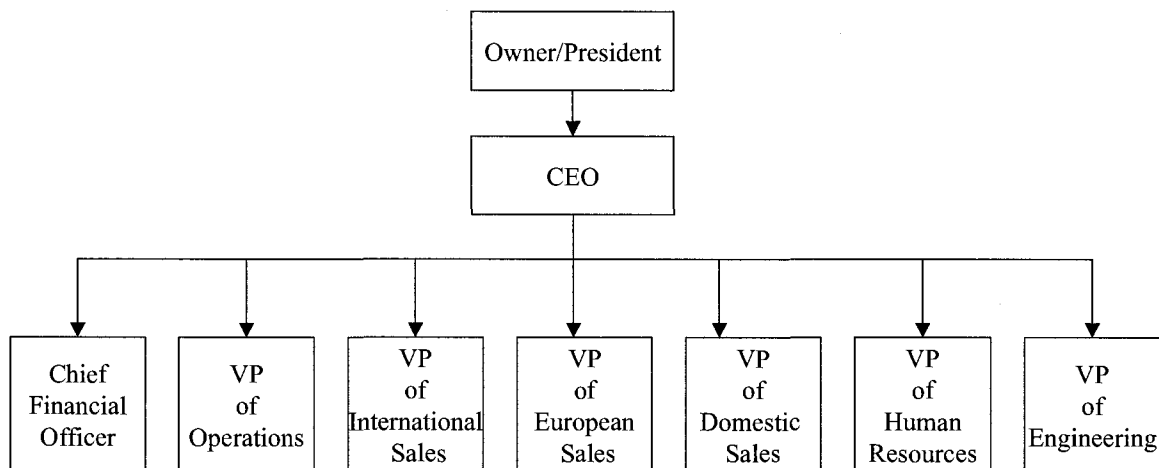 Owner/President
CEO
Chief
Financial
Officer
VP
of
Operations
VP
of
International
Sales
VP
of
European
Sales
VP
of
Domestic
Sales
VP
of
Human
Resources
VP
of
Engineering